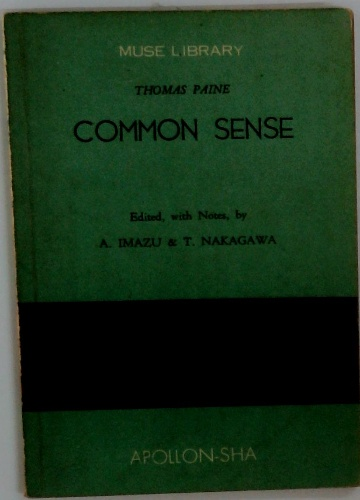 MUSE LIBRARY
THOMAS PAINE
COMMON SENSE
Edited, with Notes, by
A. IMAZU & T. NAKAGAWA
APOLLON-SHA